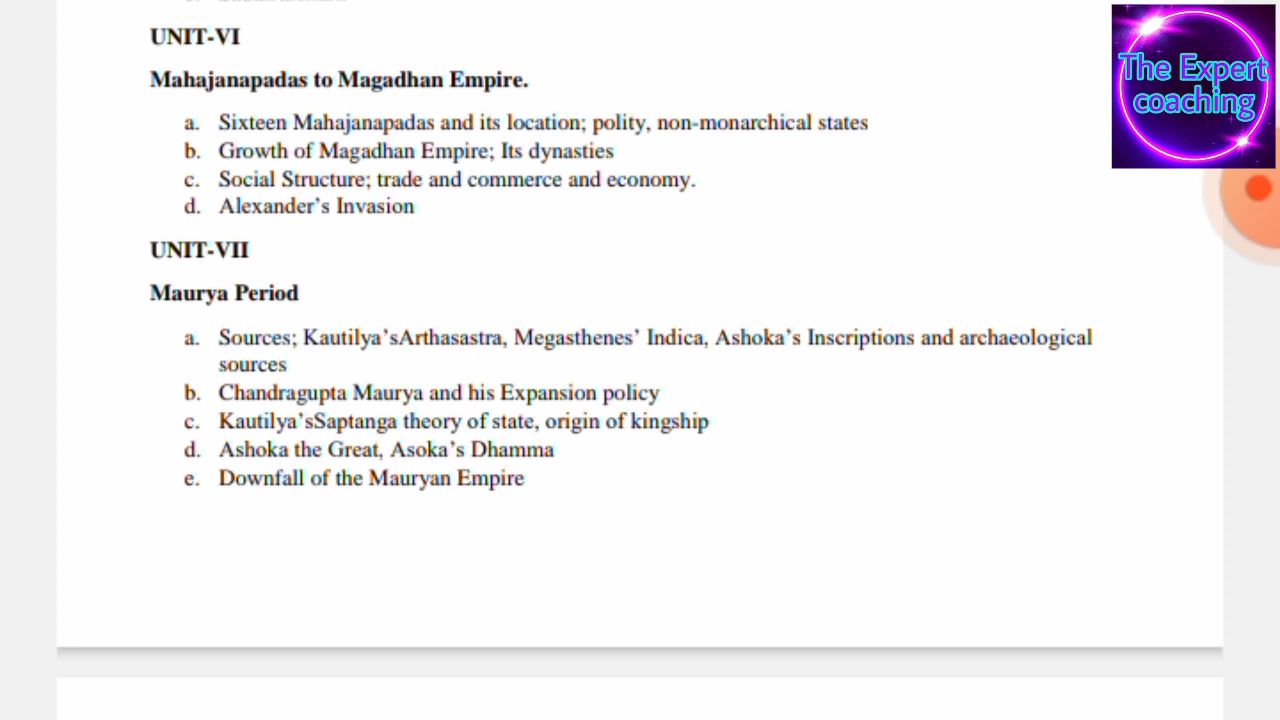 UNIT-VI
Mahajanapadas to Magadhan Empire.
a. Sixteen Mahajanapadas and its location; polity, non-monarchical states
b. Growth of Magadhan Empire; Its dynasties
c. Social Structure; trade and commerce and economy.
d. Alexander’s Invasion
UNIT-VII
Maurya Period
a. Sources; Kautilya’sArthasastra, Megasthenes’ Indica, Ashoka’s Inscriptions and archaeological
sources
b. Chandragupta Maurya and his Expansion policy
c. Kautilya’sSaptanga theory of state, origin of kingship
d. Ashoka the Great, Asoka’s Dhamma
e. Downfall of the Mauryan Empire
The Expert
coaching